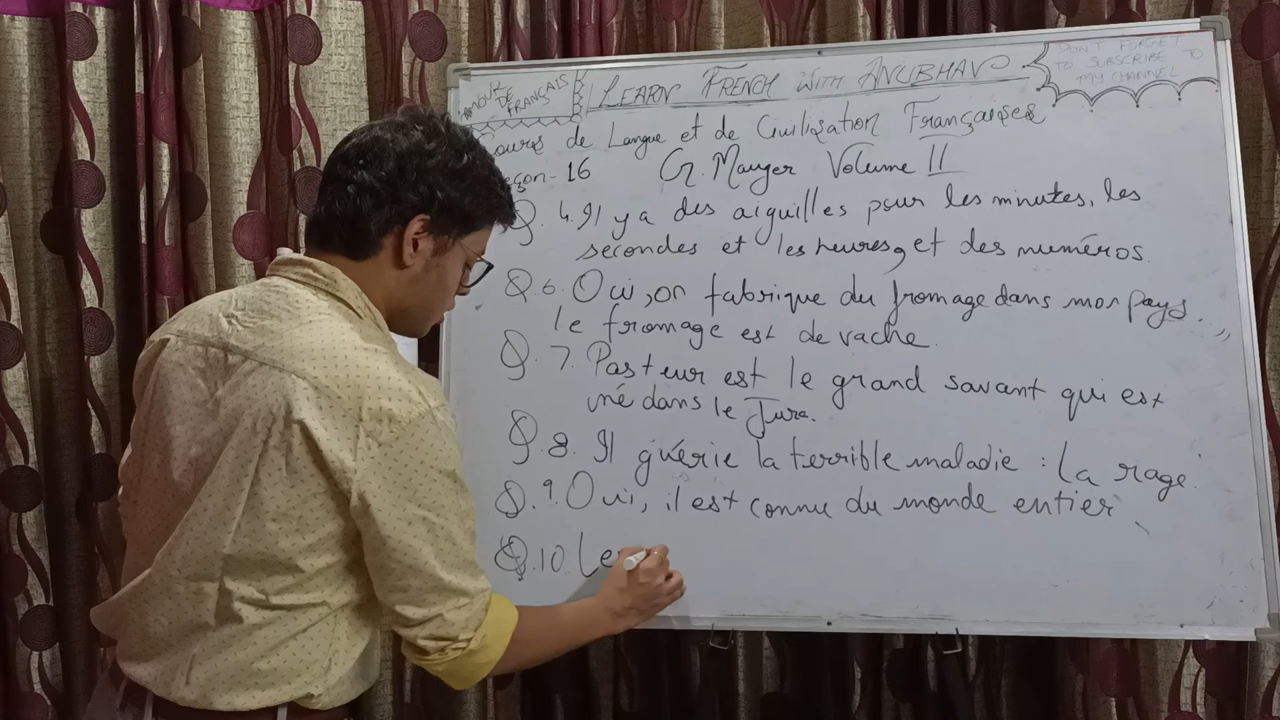 AMOUR DE FRANÇAIS
LEARN FRENCH WITH ANUBHAV
DON'T FORGET
TO SUBSCRIBE TO
MY CHANNEL
Cours de Langue et de Civilisation Françaises
eçon-16 G. Mauger Volume II
Q. 4. Il y a des aiguilles pour les minutes, les
secondes et les heures, et des numéros.
Q. 6. Oui, on fabrique du fromage dans mon pays.
le fromage est de vache.
Q. 7. Pasteur est le grand savant qui est
né dans le Jura.
Q. 8. Il guérie la terrible maladie : la rage.
Q. 9. Oui, il est connu du monde entier
Q. 10. Le